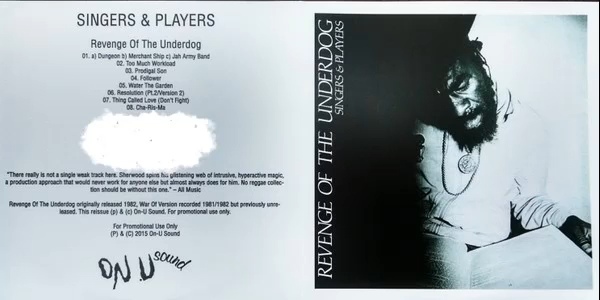 SINGERS & PLAYERS
Revenge Of The Underdog
01. a) Dungeon b) Merchant Ship c) Jah Army Band
02. Too Much Workload
03. Prodigal Son
04. Follower
05. Water The Garden
06. Resolution (Pt.2/Version 2)
07. Thing Called Love (Don't Fight)
08. Cha-Ris-Ma
"There really is not a single weak track here. Sherwood spins his glistening web of intrusive, hyperactive magic,
a production approach that would never work for anyone else but almost always does for him. No reggae collec-
tion should be without this one." – All Music
Revenge Of The Underdog originally released 1982, War Of Version recorded 1981/1982 but previously unre-
leased. This reissue (p) & (c) On-U Sound. For promotional use only.
For Promotional Use Only
(P) & (C) 2015 On-U Sound
ON U sound
REVENGE OF THE UNDERDOG
SINGERS & PLAYERS